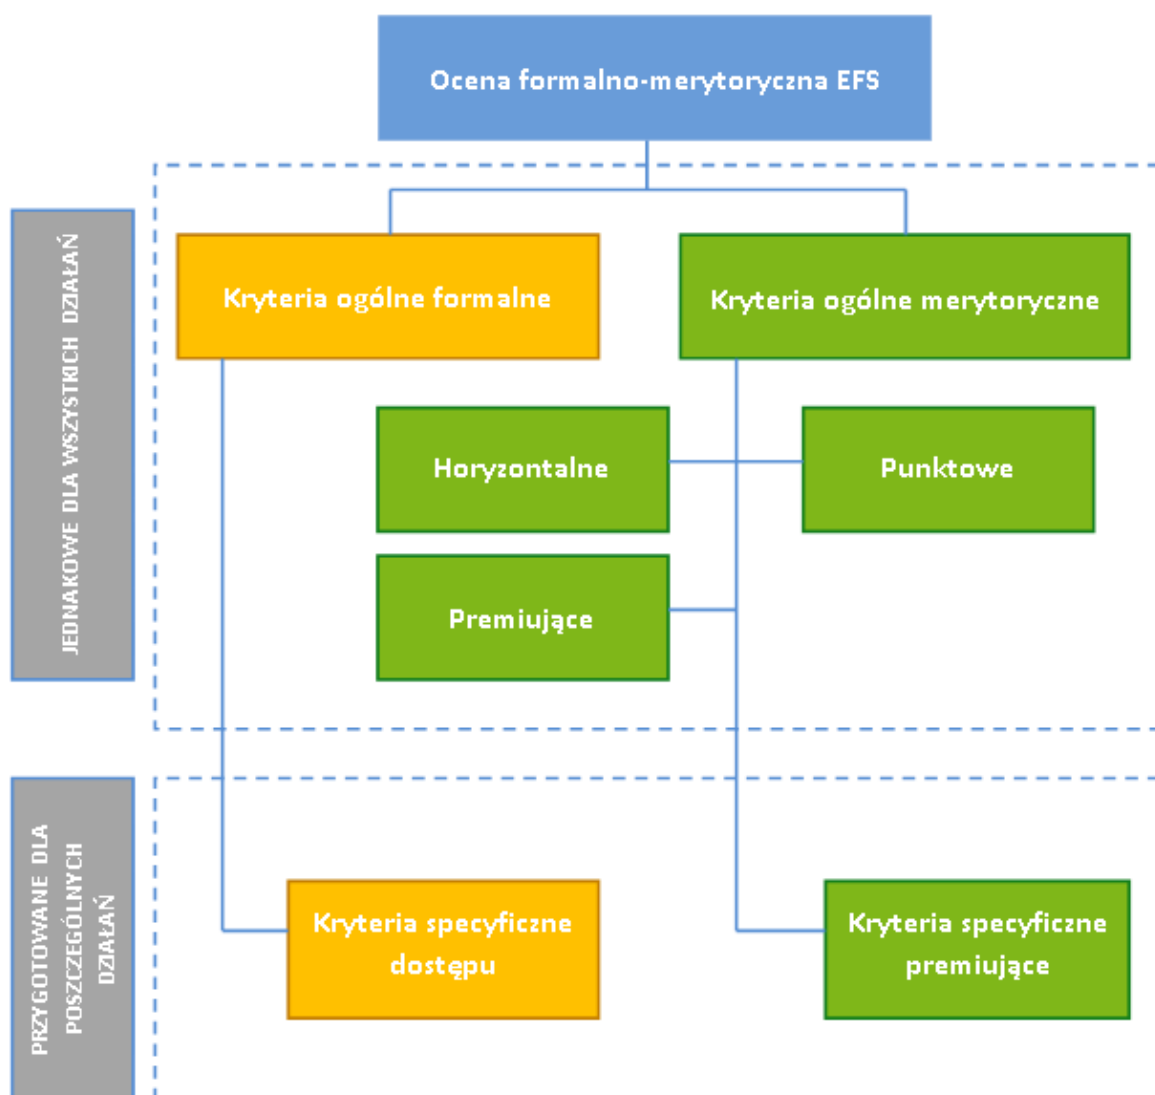 Ocena formalno-merytoryczna EFS
JEDNAKOWE DLA WSZYSTKICH DZIAŁAŃ
Kryteria ogólne formalne
Kryteria ogólne merytoryczne
Horyzontalne
Punktowe
Premiujące
PRZYGOTOWANE DLA
POSZCZEGÓLNYCH
DZIAŁAŃ
Kryteria specyficzne
dostępu
Kryteria specyficzne
premiujące